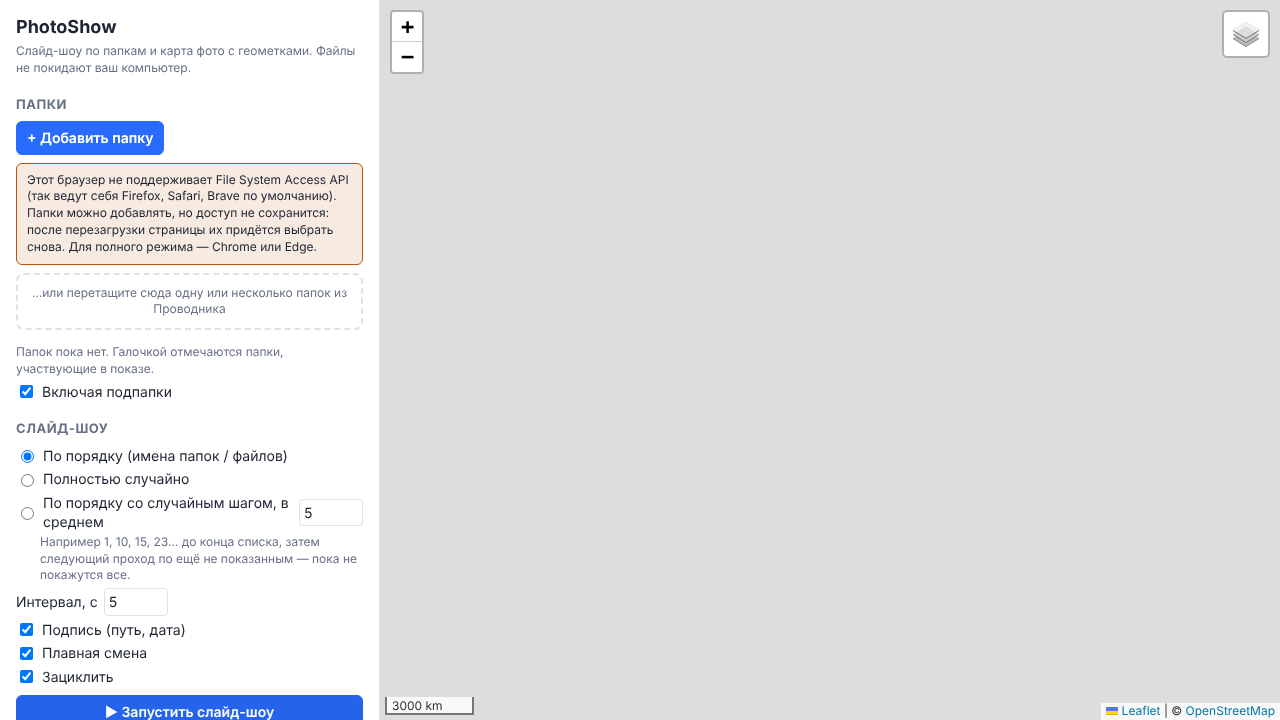 PhotoShow
Слайд-шоу по папкам и карта фото с геометками. Файлы
не покидают ваш компьютер.
ПАПКИ
+ Добавить папку
Этот браузер не поддерживает File System Access API
(так ведут себя Firefox, Safari, Brave по умолчанию).
Папки можно добавлять, но доступ не сохранится:
после перезагрузки страницы их придётся выбрать
снова. Для полного режима — Chrome или Edge.
...или перетащите сюда одну или несколько папок из
Проводника
Папок пока нет. Галочкой отмечаются папки,
участвующие в показе.
Включая подпапки
СЛАЙД-ШОУ
По порядку (имена папок / файлов)
Полностью случайно
По порядку со случайным шагом, в
среднем
5
Например 1, 10, 15, 23... до конца списка, затем
следующий проход по ещё не показанным — пока не
покажутся все.
Интервал, с 5
Подпись (путь, дата)
Плавная смена
Зациклить
▶ Запустить слайд-шоу
+
−
3000 km
Leaflet | © OpenStreetMap